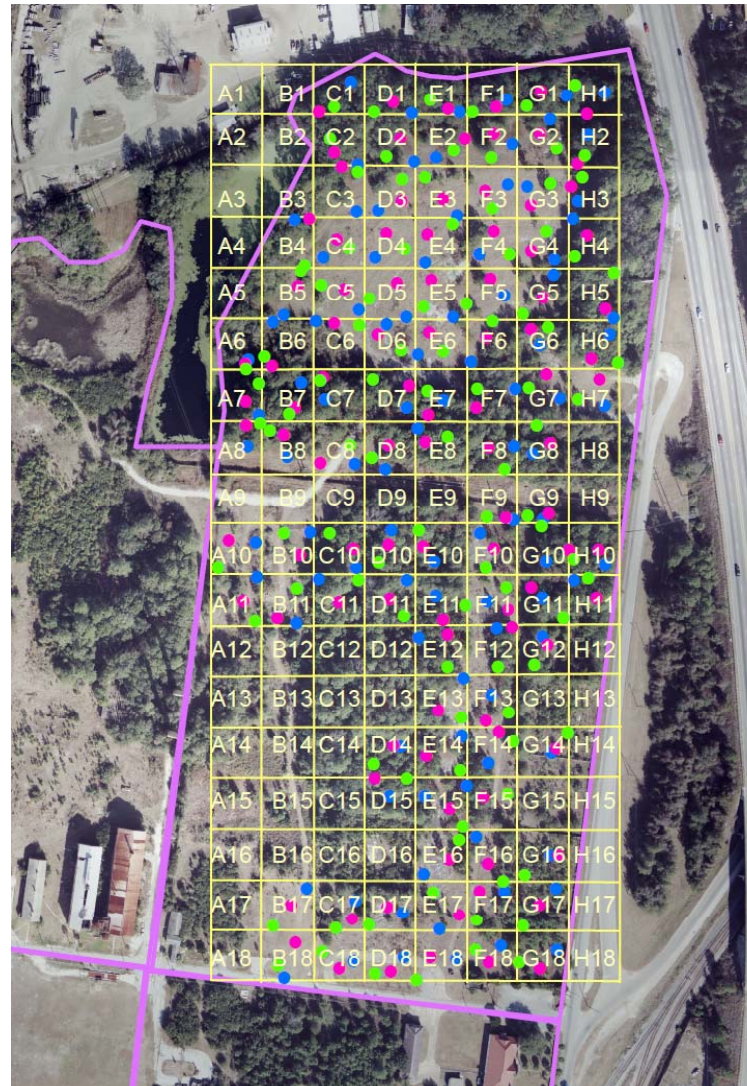 A1 B1 C1 D1 E1 F1 G1 H1
A2 B2 C2 D2 E2 F2 G2 H2
A3 B3 C3 D3 E3 F3 G3 H3
A4 B4 C4 D4 E4 F4 G4 H4
A5 B5 C5 D5 E5 F5 G5 H5
A6 B6 C6 D6 E6 F6 G6 H6
A7 B7 C7 D7 E7 F7 G7 H7
A8 B8 C8 D8 E8 F8 G8 H8
A9 B9 C9 D9 E9 F9 G9 H9
A10 B10 C10 D10 E10 F10 G10 H10
A11 B11 C11 D11 E11 F11 G11 H11
A12 B12 C12 D12 E12 F12 G12 H12
A13 B13 C13 D13 E13 F13 G13 H13
A14 B14 C14 D14 E14 F14 G14 H14
A15 B15 C15 D15 E15 F15 G15 H15
A16 B16 C16 D16 E16 F16 G16 H16
A17 B17 C17 D17 E17 F17 G17 H17
A18 B18 C18 D18 E18 F18 G18 H18